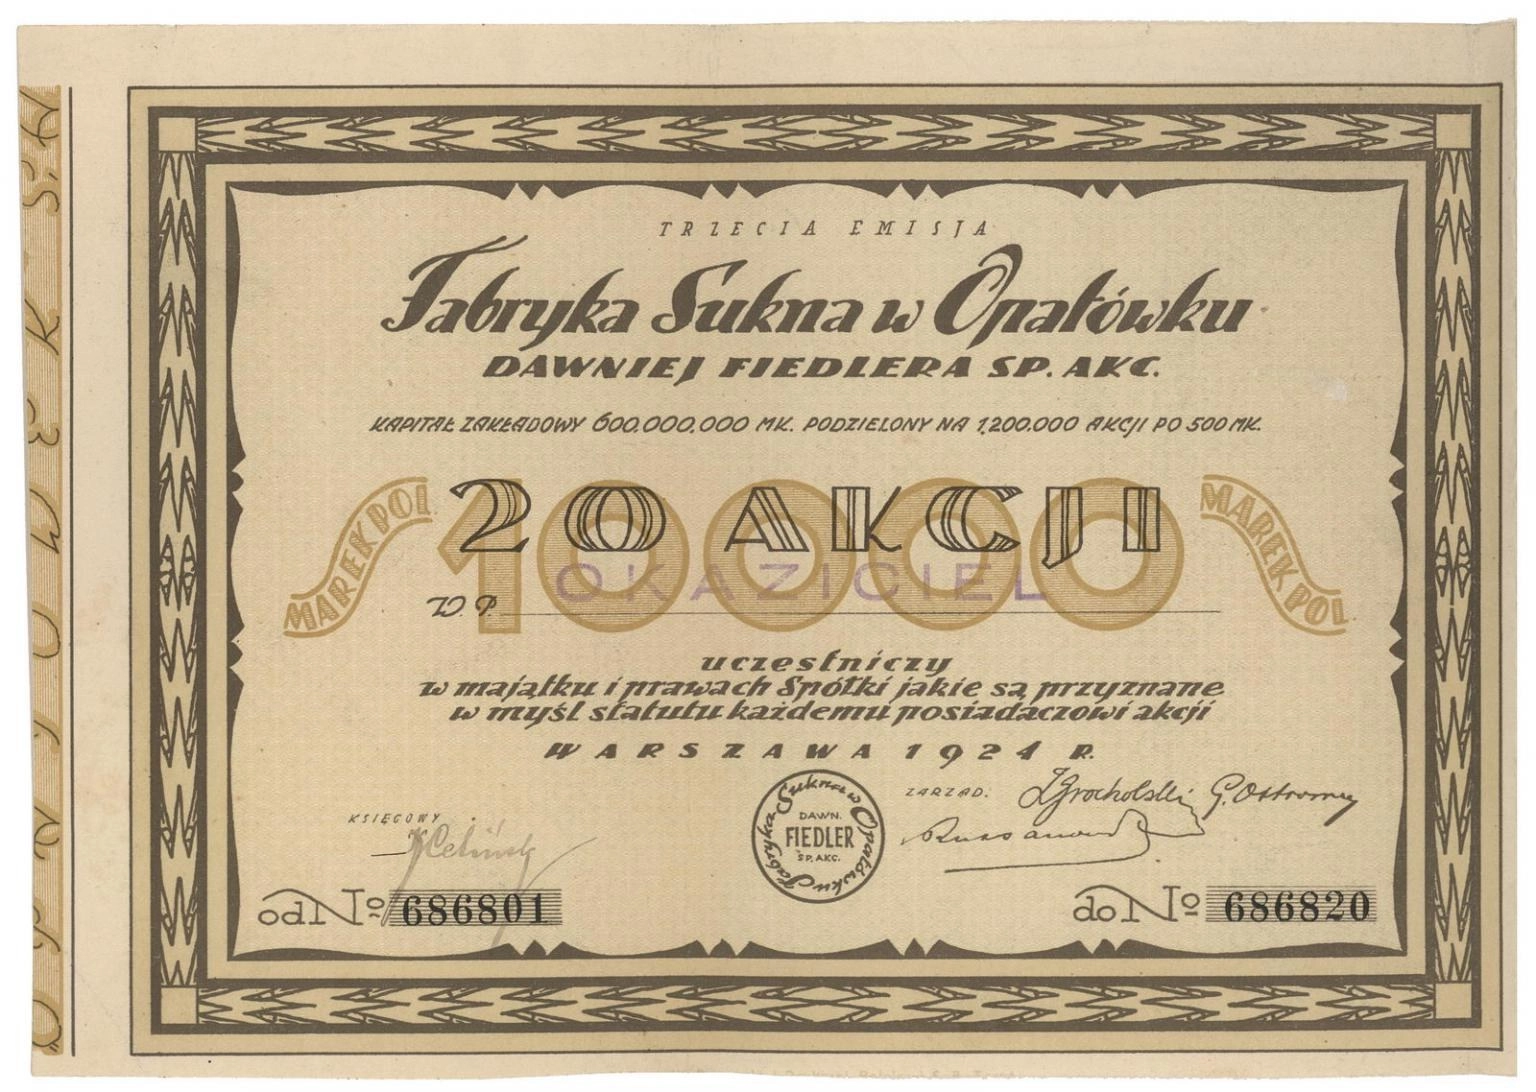 TRZECIA EMISJA
Fabryka Sukna w Opatówku
DAWNIEJ FIEDLERA SP. AKC.
KAPITAŁ ZAKŁADOWY 600.000.000 MK. PODZIELONY NA 1.200.000 AKCJI PO 500 MK.
MAREK POL. 10000 MAREK POL.
20 AKCJI
OKAZICIEL
W. P.
uczestniczy
w majątku i prawach Spółki jakie są przyznane
w myśl statutu każdemu posiadaczowi akcji
WARSZAWA 1924 R.
KSIĘGOWY
Fabryka Sukna w Opatówku
DAWN.
FIEDLER
SP. AKC.
ZARZĄD:
od No 686801
do No 686820